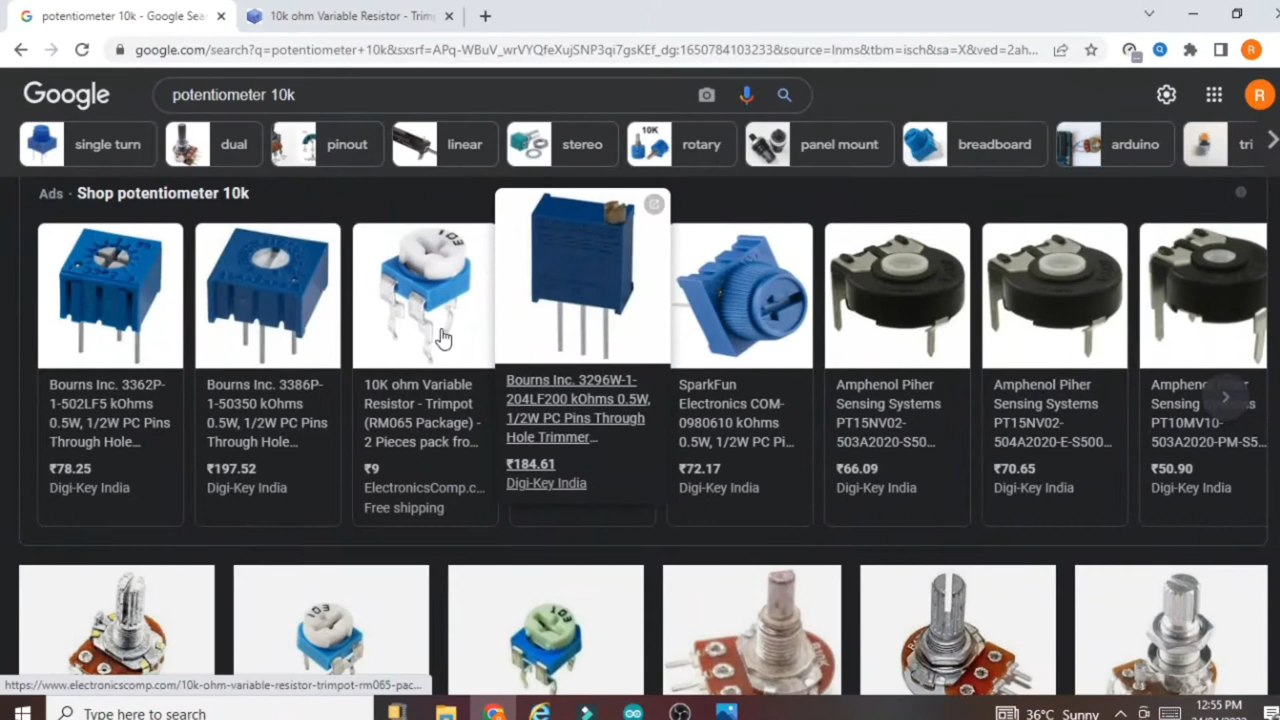 potentiometer 10k - Google Sea
10k ohm Variable Resistor - Trim
google.com/search?q=potentiometer+10k&sxsrf=APq-WBuV_wrVYQfeXujSNP3qi7gsKEf_dg:1650784103233&source=lnms&tbm=isch&sa=X&ved=2ah...
R
Google
potentiometer 10k
R
single turn
dual
pinout
linear
stereo
10K
rotary
panel mount
breadboard
arduino
tri
Ads · Shop potentiometer 10k
Bourns Inc. 3362P-
1-502LF5 kOhms
0.5W, 1/2W PC Pins
Through Hole...
₹78.25
Digi-Key India
Bourns Inc. 3386P-
1-50350 kOhms
0.5W, 1/2W PC Pins
Through Hole...
₹197.52
Digi-Key India
10K ohm Variable
Resistor - Trimpot
(RM065 Package) -
2 Pieces pack fro...
₹9
ElectronicsComp.c...
Free shipping
Bourns Inc. 3296W-1-
204LF200 kOhms 0.5W,
1/2W PC Pins Through
Hole Trimmer...
₹184.61
Digi-Key India
SparkFun
Electronics COM-
0980610 kOhms
0.5W, 1/2W PC Pi...
₹72.17
Digi-Key India
Amphenol Piher
Sensing Systems
PT15NV02-
503A2020-S50...
₹66.09
Digi-Key India
Amphenol Piher
Sensing Systems
PT15NV02-
504A2020-E-S500...
₹70.65
Digi-Key India
Amphenol Piher
Sensing
PT10MV10-
503A2020-PM-S5...
₹50.90
Digi-Key India
https://www.electronicscomp.com/10k-ohm-variable-resistor-trimpot-rm065-pac...
Type here to search
36°C Sunny
12:55 PM